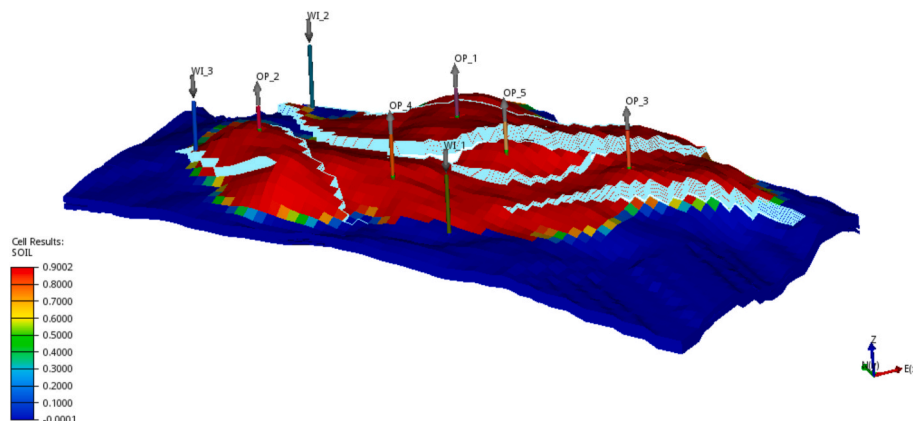 WI_2
OP_1
WI_3
OP_2
OP_5
OP_4
OP_3
WI_1
Cell Results:
SOIL
0.9002
0.8000
0.7000
0.6000
0.5000
0.4000
0.3000
0.2000
0.1000
-0.0001
Z